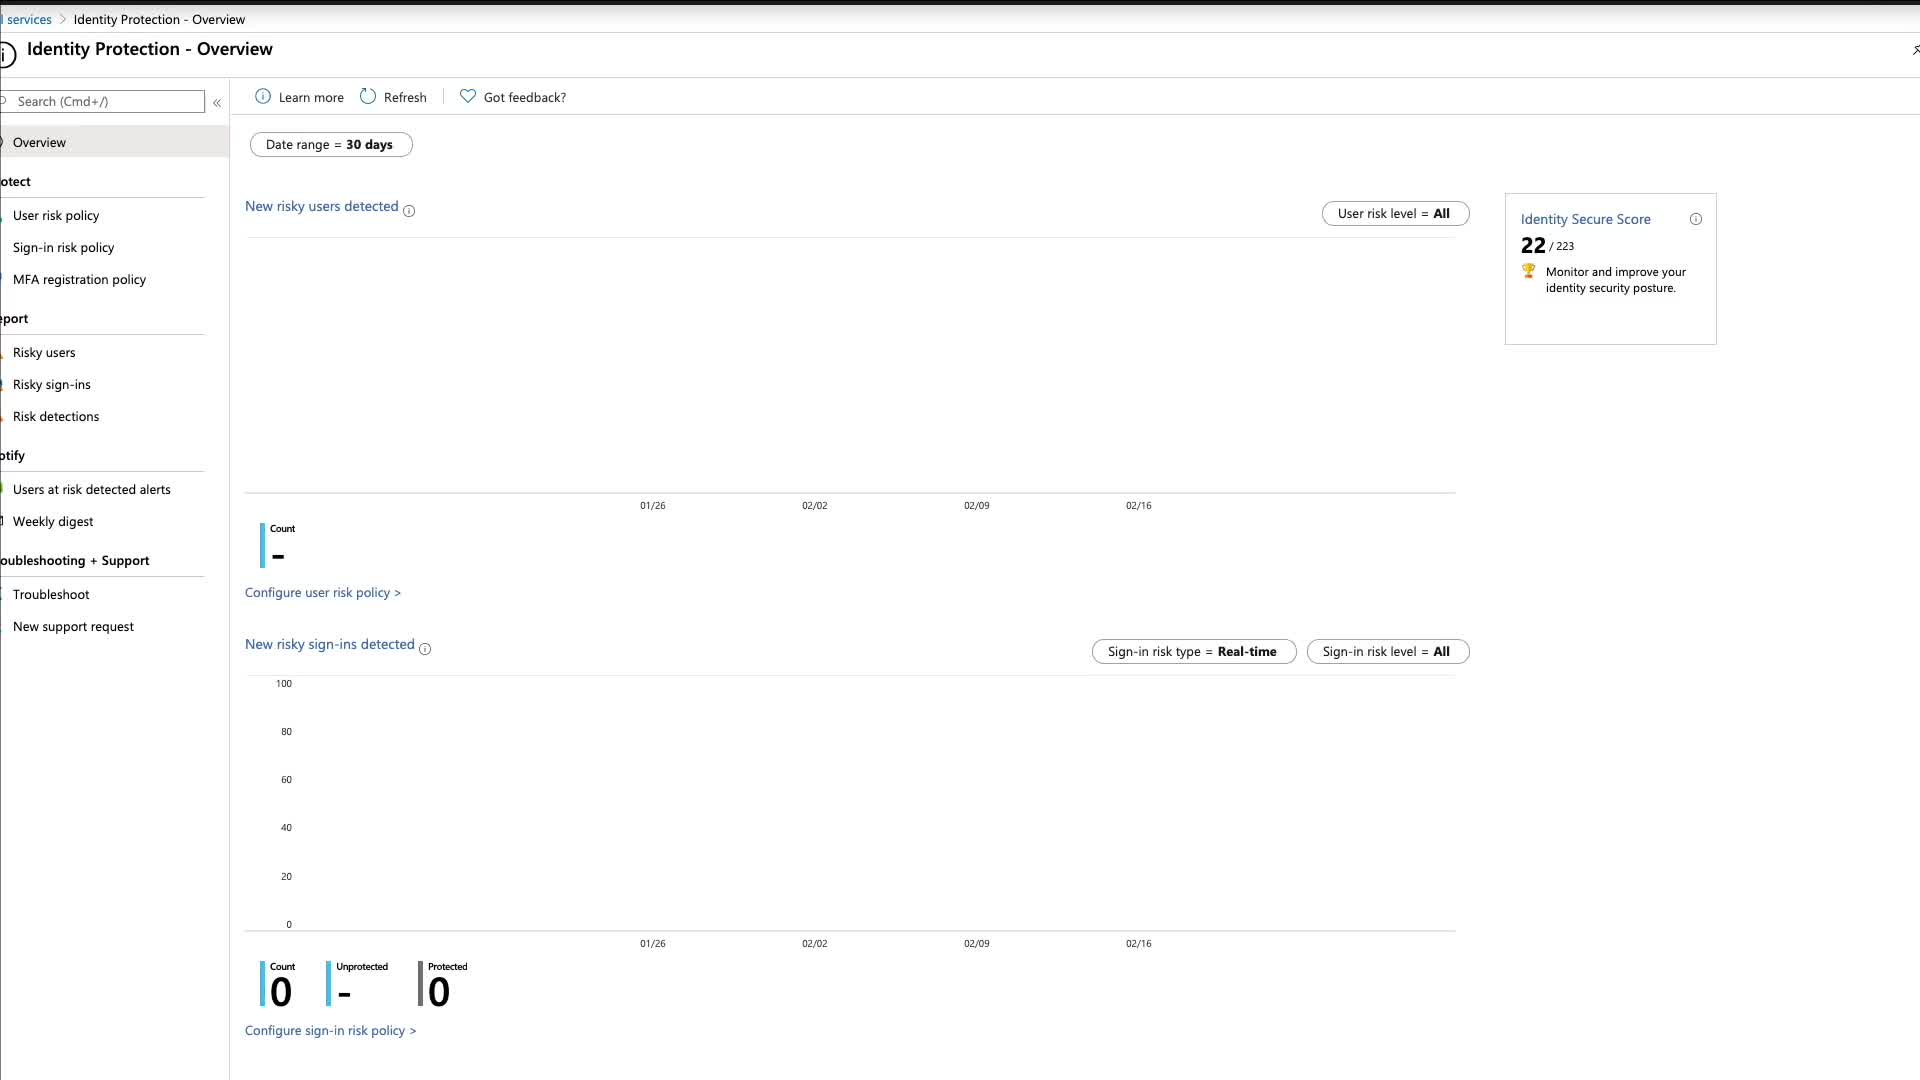 services > Identity Protection - Overview
Identity Protection - Overview
Search (Cmd+/)
«
Learn more
Refresh
Got feedback?
Overview
Date range = 30 days
otect
User risk policy
Sign-in risk policy
MFA registration policy
port
Risky users
Risky sign-ins
Risk detections
otify
Users at risk detected alerts
Weekly digest
oubleshooting + Support
Troubleshoot
New support request
New risky users detected
User risk level = All
01/26 02/02 02/09 02/16
Count
-
Configure user risk policy >
New risky sign-ins detected
Sign-in risk type = Real-time
Sign-in risk level = All
100
80
60
40
20
0
01/26 02/02 02/09 02/16
Count Unprotected Protected
0 - 0
Configure sign-in risk policy >
Identity Secure Score
22 / 223
Monitor and improve your
identity security posture.